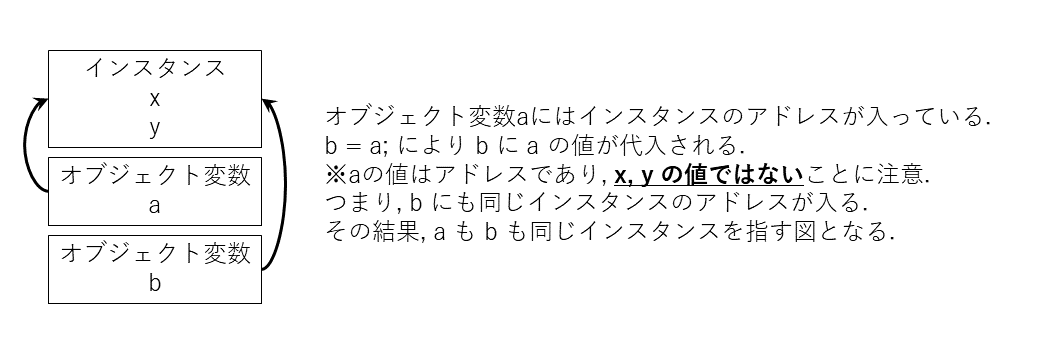 インスタンス
x
y
オブジェクト変数
a
オブジェクト変数
b
オブジェクト変数aにはインスタンスのアドレスが入っている.
b = a; により b に a の値が代入される.
※aの値はアドレスであり, x, y の値ではないことに注意.
つまり, b にも同じインスタンスのアドレスが入る.
その結果, a も b も同じインスタンスを指す図となる.